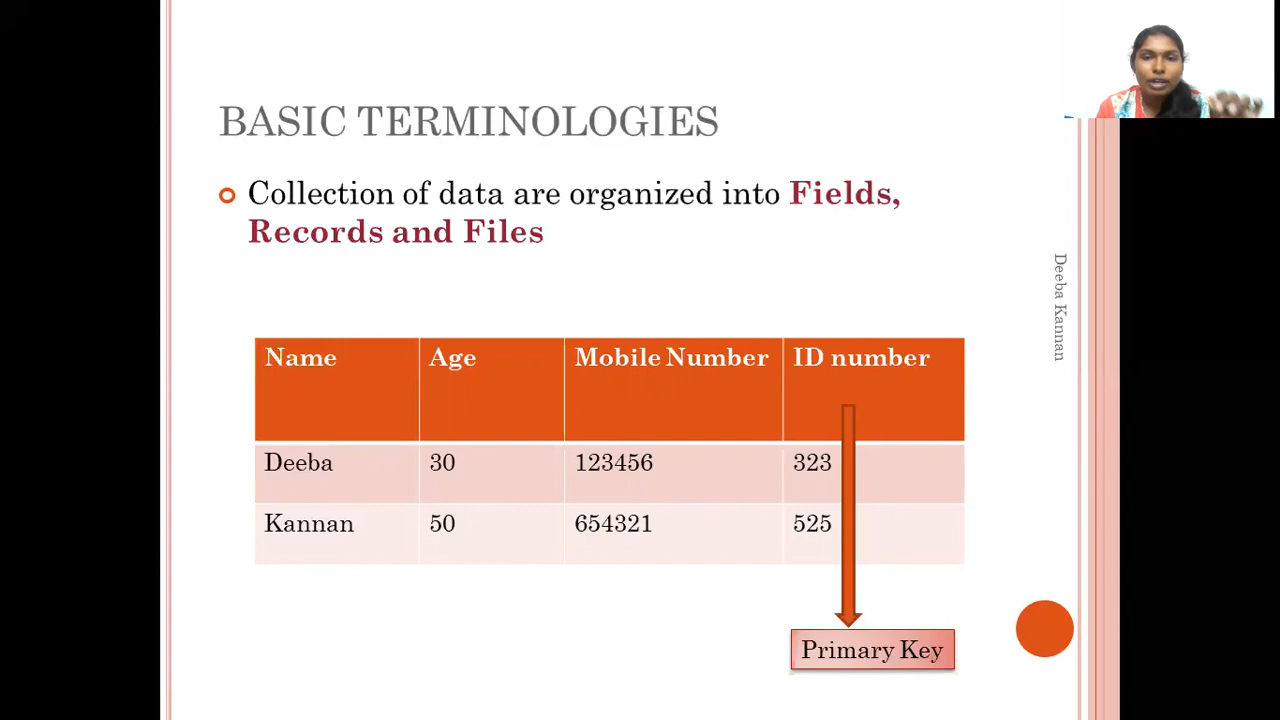 BASIC TERMINOLOGIES
Collection of data are organized into Fields,
Records and Files
Deeba Kannan
Name Age Mobile Number ID number
Deeba 30 123456 323
Kannan 50 654321 525
Primary Key